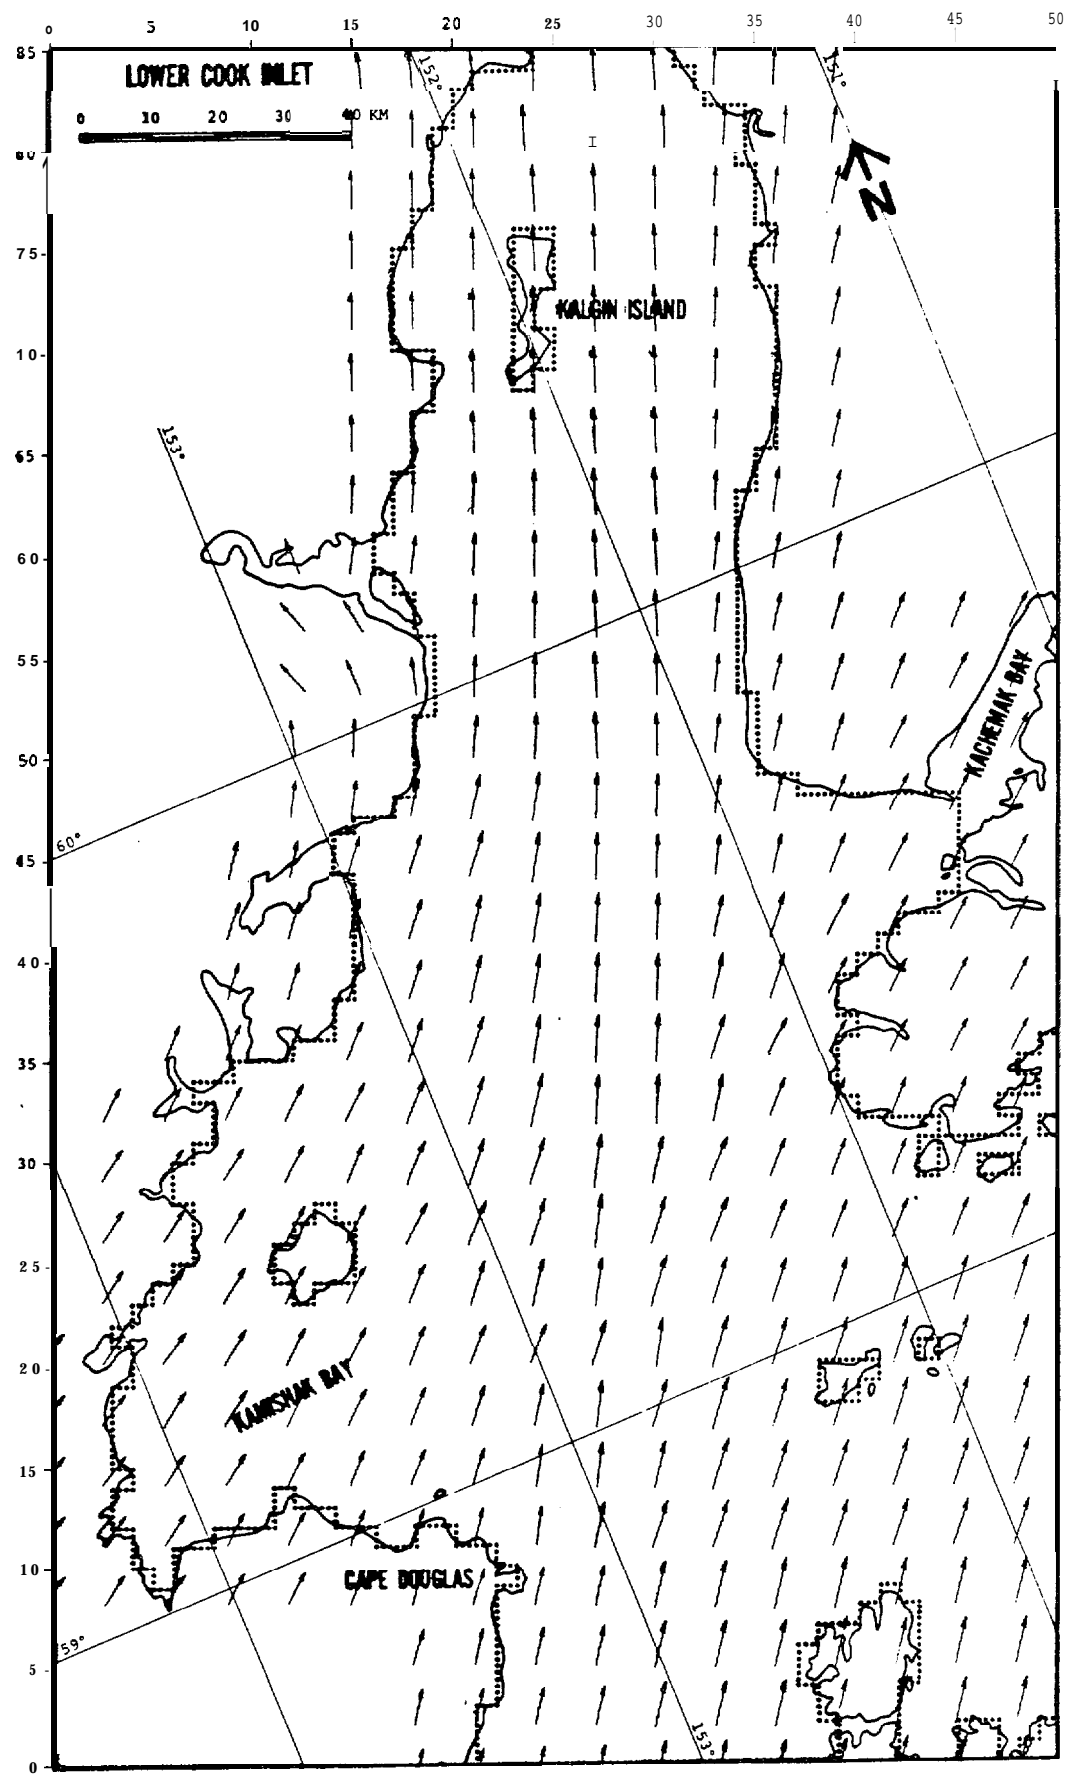 0 5 10 15 20 25 30 35 40 45 50
85
LOWER COOK INLET
0 10 20 30 40 KM
152°
151°
80
I
N
75
KALGIN ISLAND
10
153°
65
60
55
KACHEMAK BAY
50
60°
45
40
35
30
25
20
KAMISHAK BAY
15
10
CAPE DOUGLAS
59°
5
153°
0